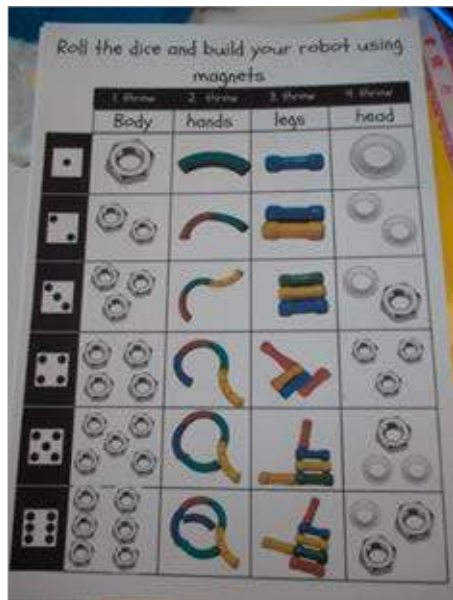 Roll the dice and build your robot using
magnets
1. throw 2. throw 3. throw 4. throw
Body hands legs head